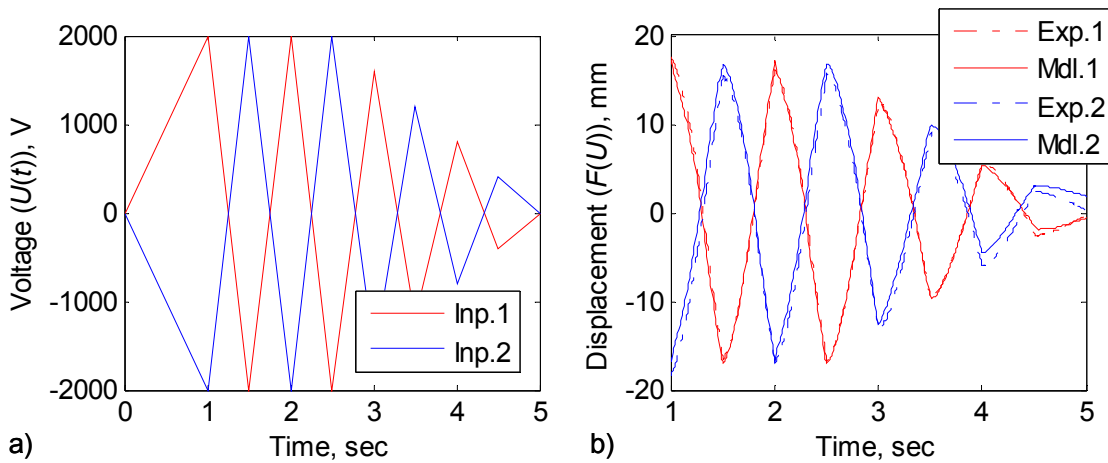 2000
1000
0
-1000
-2000
Voltage (U(t)), V
Inp.1
Inp.2
0 1 2 3 4 5
Time, sec
a)
20
10
0
-10
-20
Displacement (F(U)), mm
Exp.1
Mdl.1
Exp.2
Mdl.2
1 2 3 4 5
Time, sec
b)